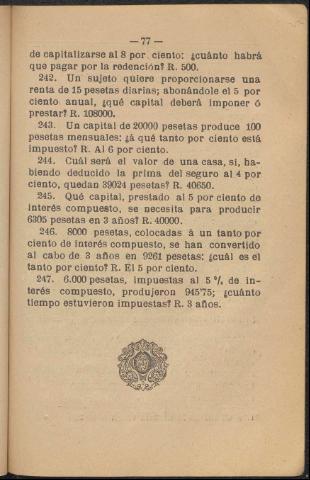 — 77 —
de capitalizarse al 8 por ciento: ¿cuánto habrá
que pagar por la redención? R. 500.
242. Un sujeto quiere proporcionarse una
renta de 15 pesetas diarias; abonándole el 5 por
ciento anual, ¿qué capital deberá imponer ó
prestar? R. 108000.
243. Un capital de 20000 pesetas produce 100
pesetas mensuales: ¿á qué tanto por ciento está
impuesto? R. Al 6 por ciento.
244. Cuál será el valor de una casa, si, ha-
biendo deducido la prima del seguro al 4 por
ciento, quedan 39024 pesetas? R. 40650.
245. Qué capital, prestado al 5 por ciento de
interés compuesto, se necesita para producir
6305 pesetas en 3 años? R. 40000.
246. 8000 pesetas, colocadas á un tanto por
ciento de interés compuesto, se han convertido
al cabo de 3 años en 9261 pesetas: ¿cuál es el
tanto por ciento? R. El 5 por ciento.
247. 6.000 pesetas, impuestas al 5 %, de in-
terés compuesto, produjeron 945'75; ¿cuánto
tiempo estuvieron impuestas? R. 3 años.